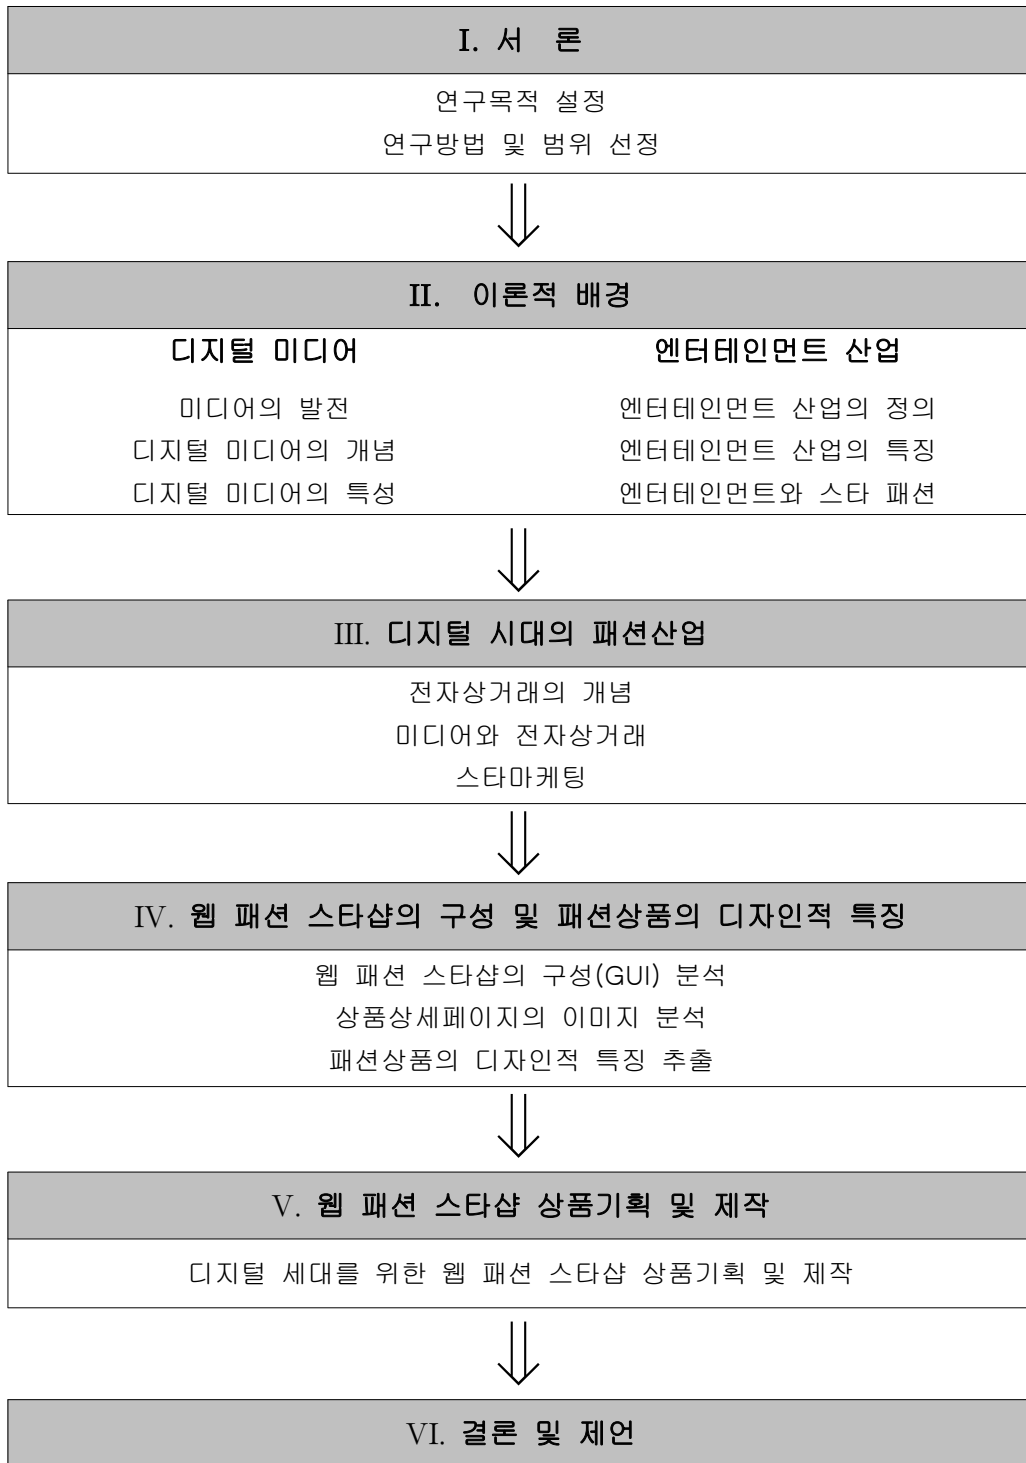 I. 서 론
연구목적 설정
연구방법 및 범위 선정
II. 이론적 배경
디지털 미디어
미디어의 발전
디지털 미디어의 개념
디지털 미디어의 특성
엔터테인먼트 산업
엔터테인먼트 산업의 정의
엔터테인먼트 산업의 특징
엔터테인먼트와 스타 패션
III. 디지털 시대의 패션산업
전자상거래의 개념
미디어와 전자상거래
스타마케팅
IV. 웹 패션 스타샵의 구성 및 패션상품의 디자인적 특징
웹 패션 스타샵의 구성(GUI) 분석
상품상세페이지의 이미지 분석
패션상품의 디자인적 특징 추출
V. 웹 패션 스타샵 상품기획 및 제작
디지털 세대를 위한 웹 패션 스타샵 상품기획 및 제작
VI. 결론 및 제언